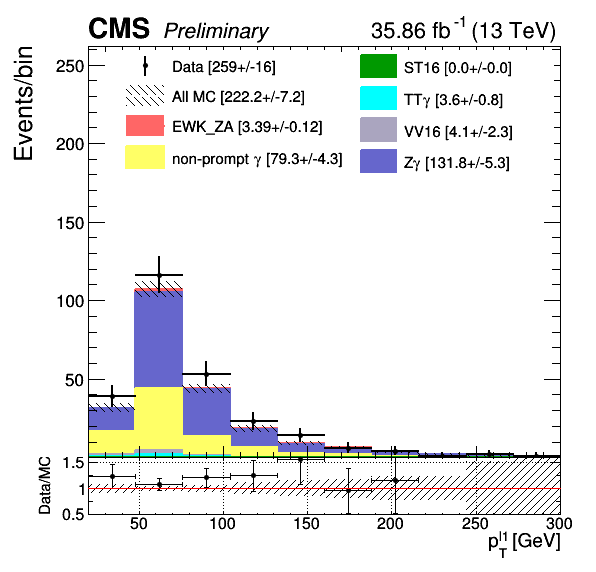 CMS Preliminary 35.86 fb⁻¹ (13 TeV)
Events/bin
Data [259+/-16]
All MC [222.2+/-7.2]
EWK_ZA [3.39+/-0.12]
non-prompt γ [79.3+/-4.3]
ST16 [0.0+/-0.0]
TTγ [3.6+/-0.8]
VV16 [4.1+/-2.3]
Zγ [131.8+/-5.3]
250
200
150
100
50
Data/MC
1.5
1
0.5
50 100 150 200 250 300
p_T^l1 [GeV]